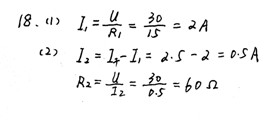 18. (1) I₁ = U/R₁ = 30/15 = 2A
(2) I₂ = I - I₁ = 2.5 - 2 = 0.5A
R₂ = U/I₂ = 30/0.5 = 60Ω